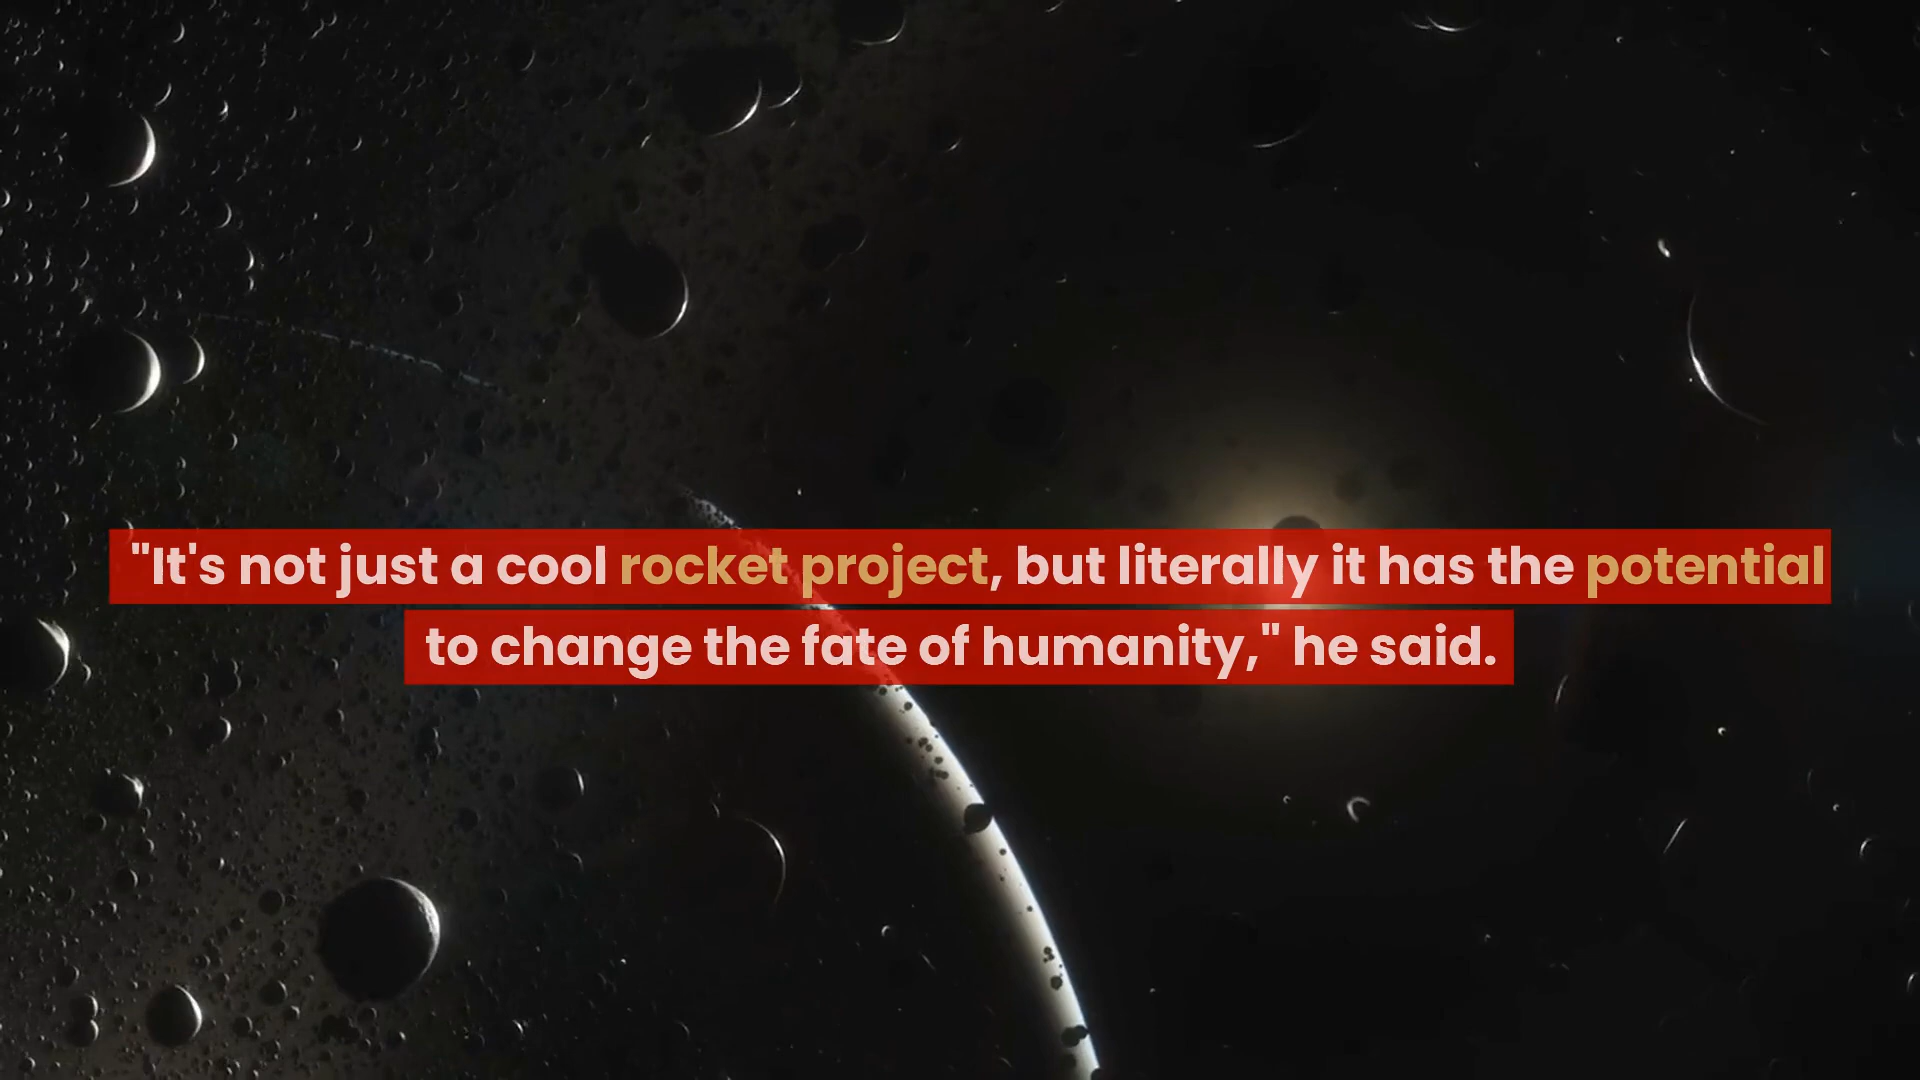 "It's not just a cool rocket project, but literally it has the potential
to change the fate of humanity," he said.